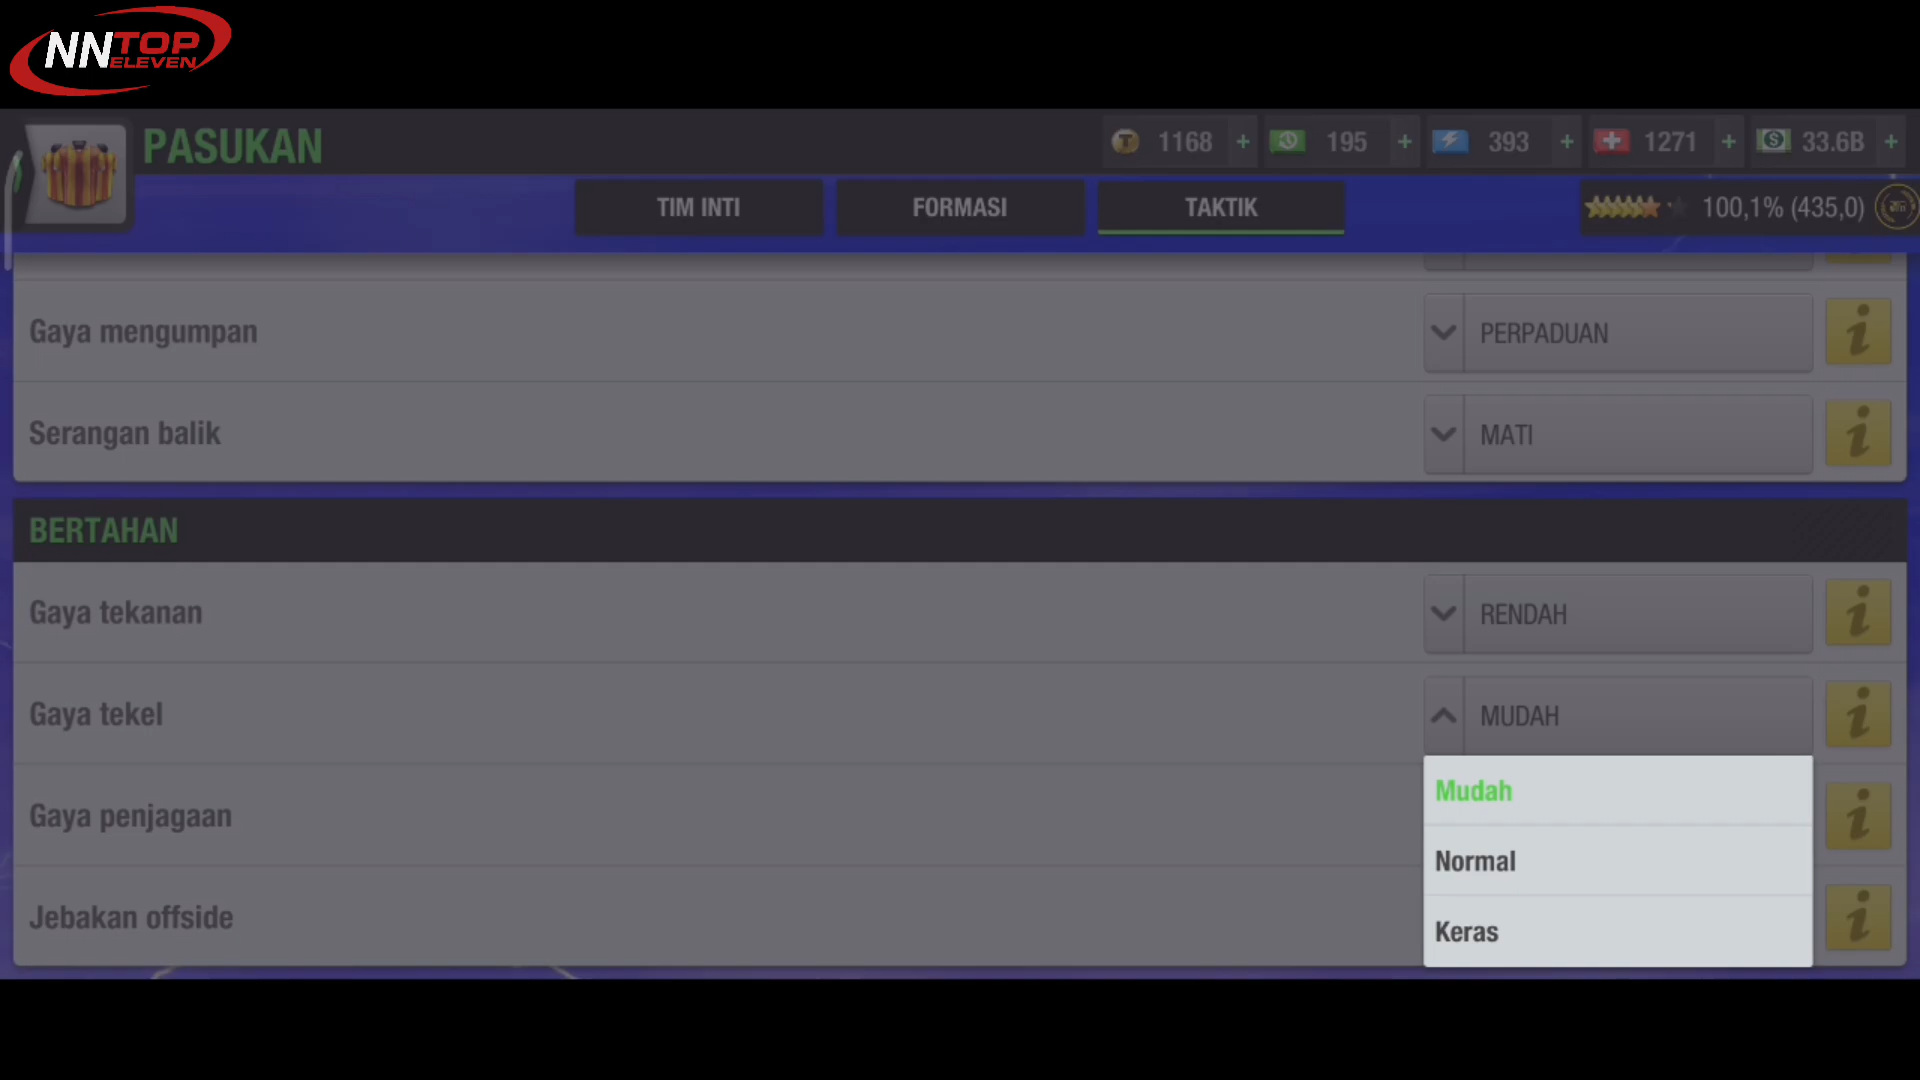 NNTOP
ELEVEN
PASUKAN
1168 + 195 + 393 + 1271 + 33.6B +
TIM INTI FORMASI TAKTIK 100,1% (435,0)
Gaya mengumpan PERPADUAN i
Serangan balik MATI i
BERTAHAN
Gaya tekanan RENDAH i
Gaya tekel MUDAH i
Mudah
Gaya penjagaan i
Normal
Jebakan offside i
Keras